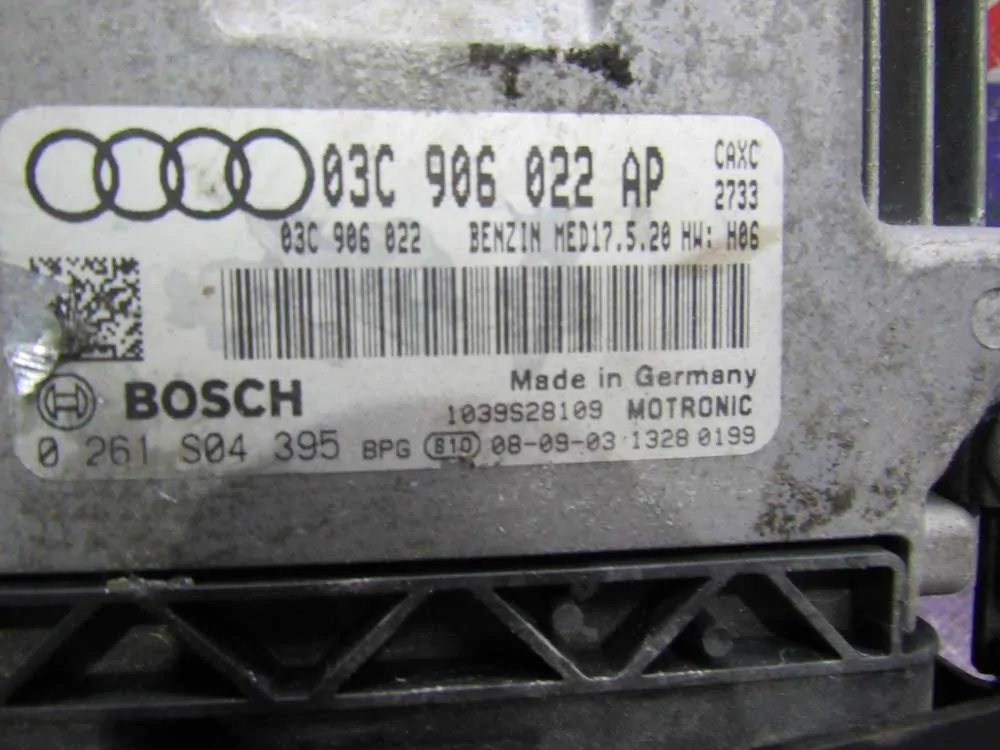 03C 906 022 AP
CAXC
2733
03C 906 022 BENZIN MED17.5.20 HW: H06
Made in Germany
BOSCH
1039S28109 MOTRONIC
0 261 S04 395 BPG 810 08-09-03 1328 0199